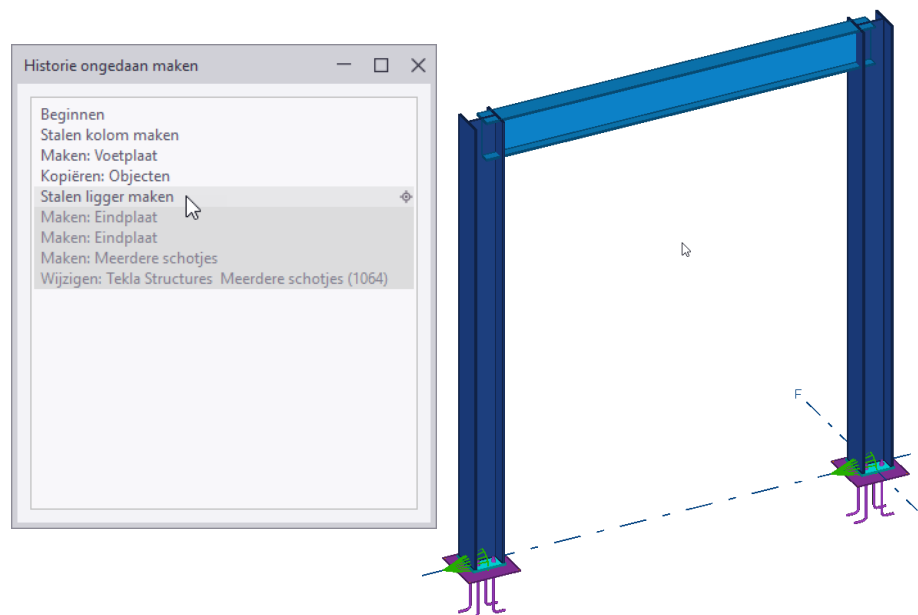 Historie ongedaan maken
Beginnen
Stalen kolom maken
Maken: Voetplaat
Kopiëren: Objecten
Stalen ligger maken
Maken: Eindplaat
Maken: Eindplaat
Maken: Meerdere schotjes
Wijzigen: Tekla Structures  Meerdere schotjes (1064)
F